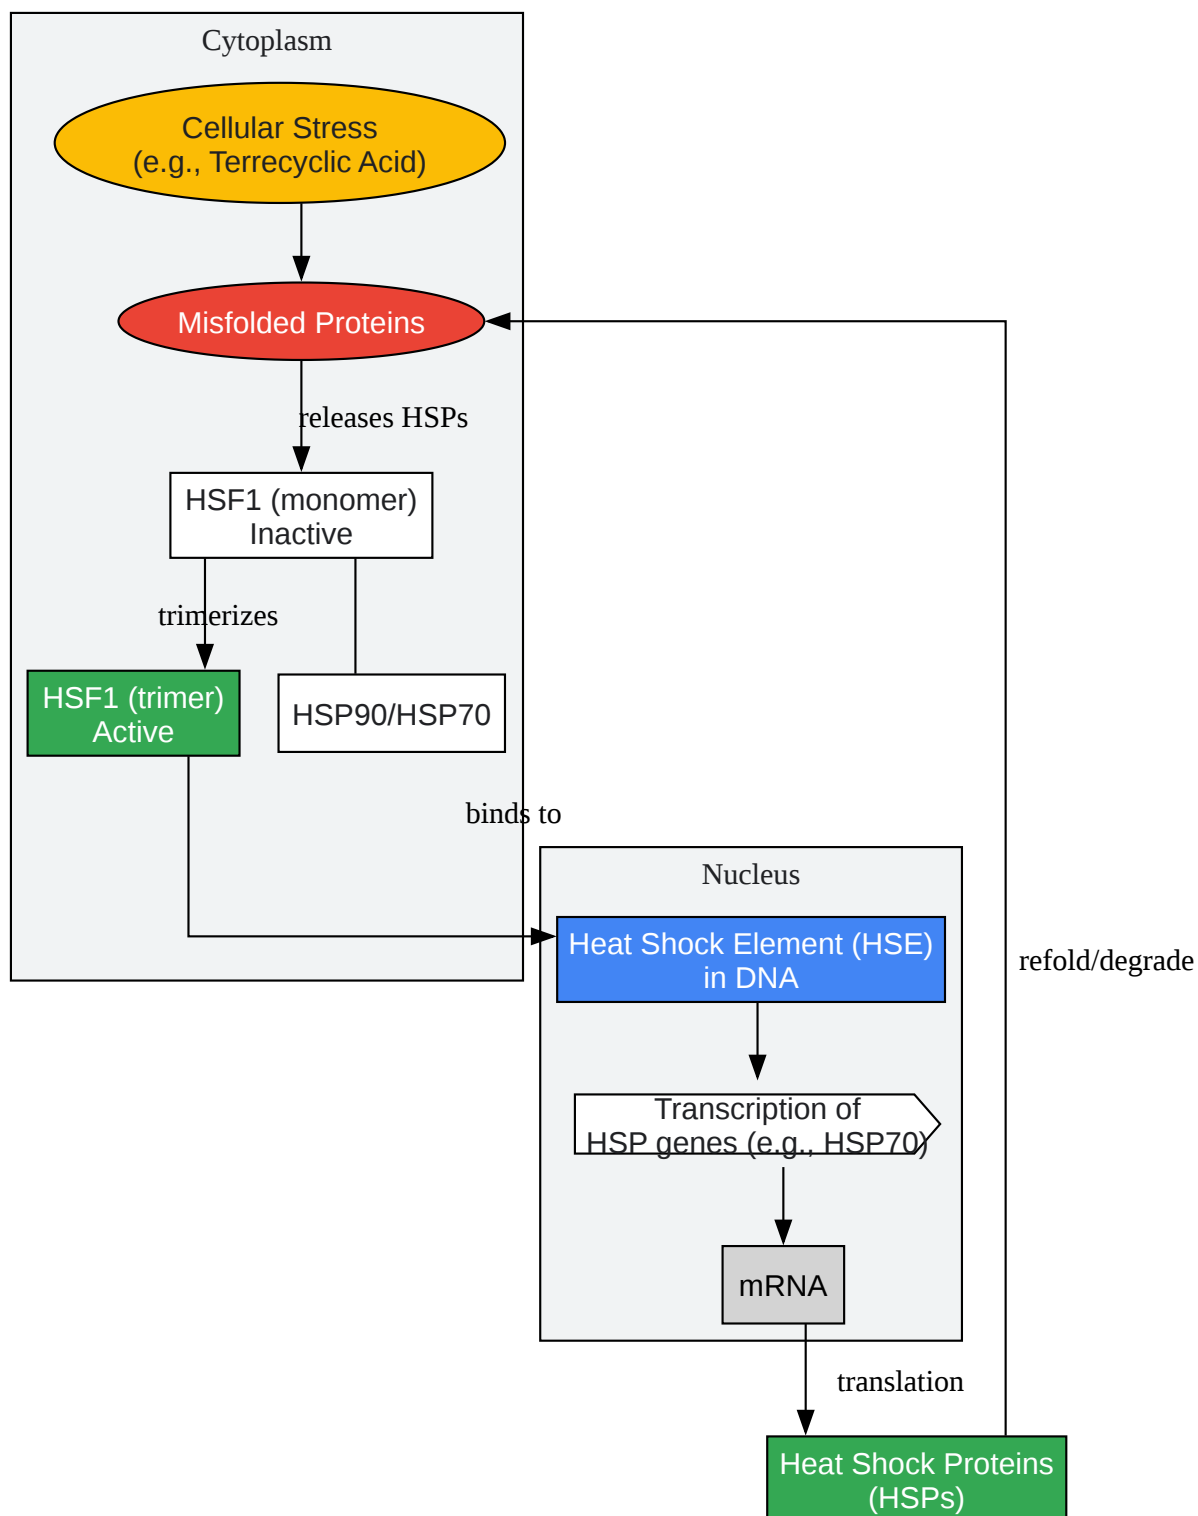 Cytoplasm
Cellular Stress
(e.g., Terrecyclic Acid)
Misfolded Proteins
releases HSPs
HSF1 (monomer)
Inactive
trimerizes
HSF1 (trimer)
Active
HSP90/HSP70
binds to
Nucleus
Heat Shock Element (HSE)
in DNA
refold/degrade
Transcription of
HSP genes (e.g., HSP70)
mRNA
translation
Heat Shock Proteins
(HSPs)